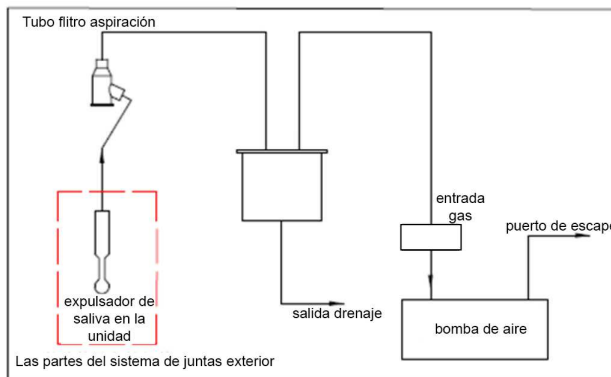 Tubo flitro aspiración
entrada
gas
puerto de escape
expulsador de
saliva en la
unidad
salida drenaje
bomba de aire
Las partes del sistema de juntas exterior